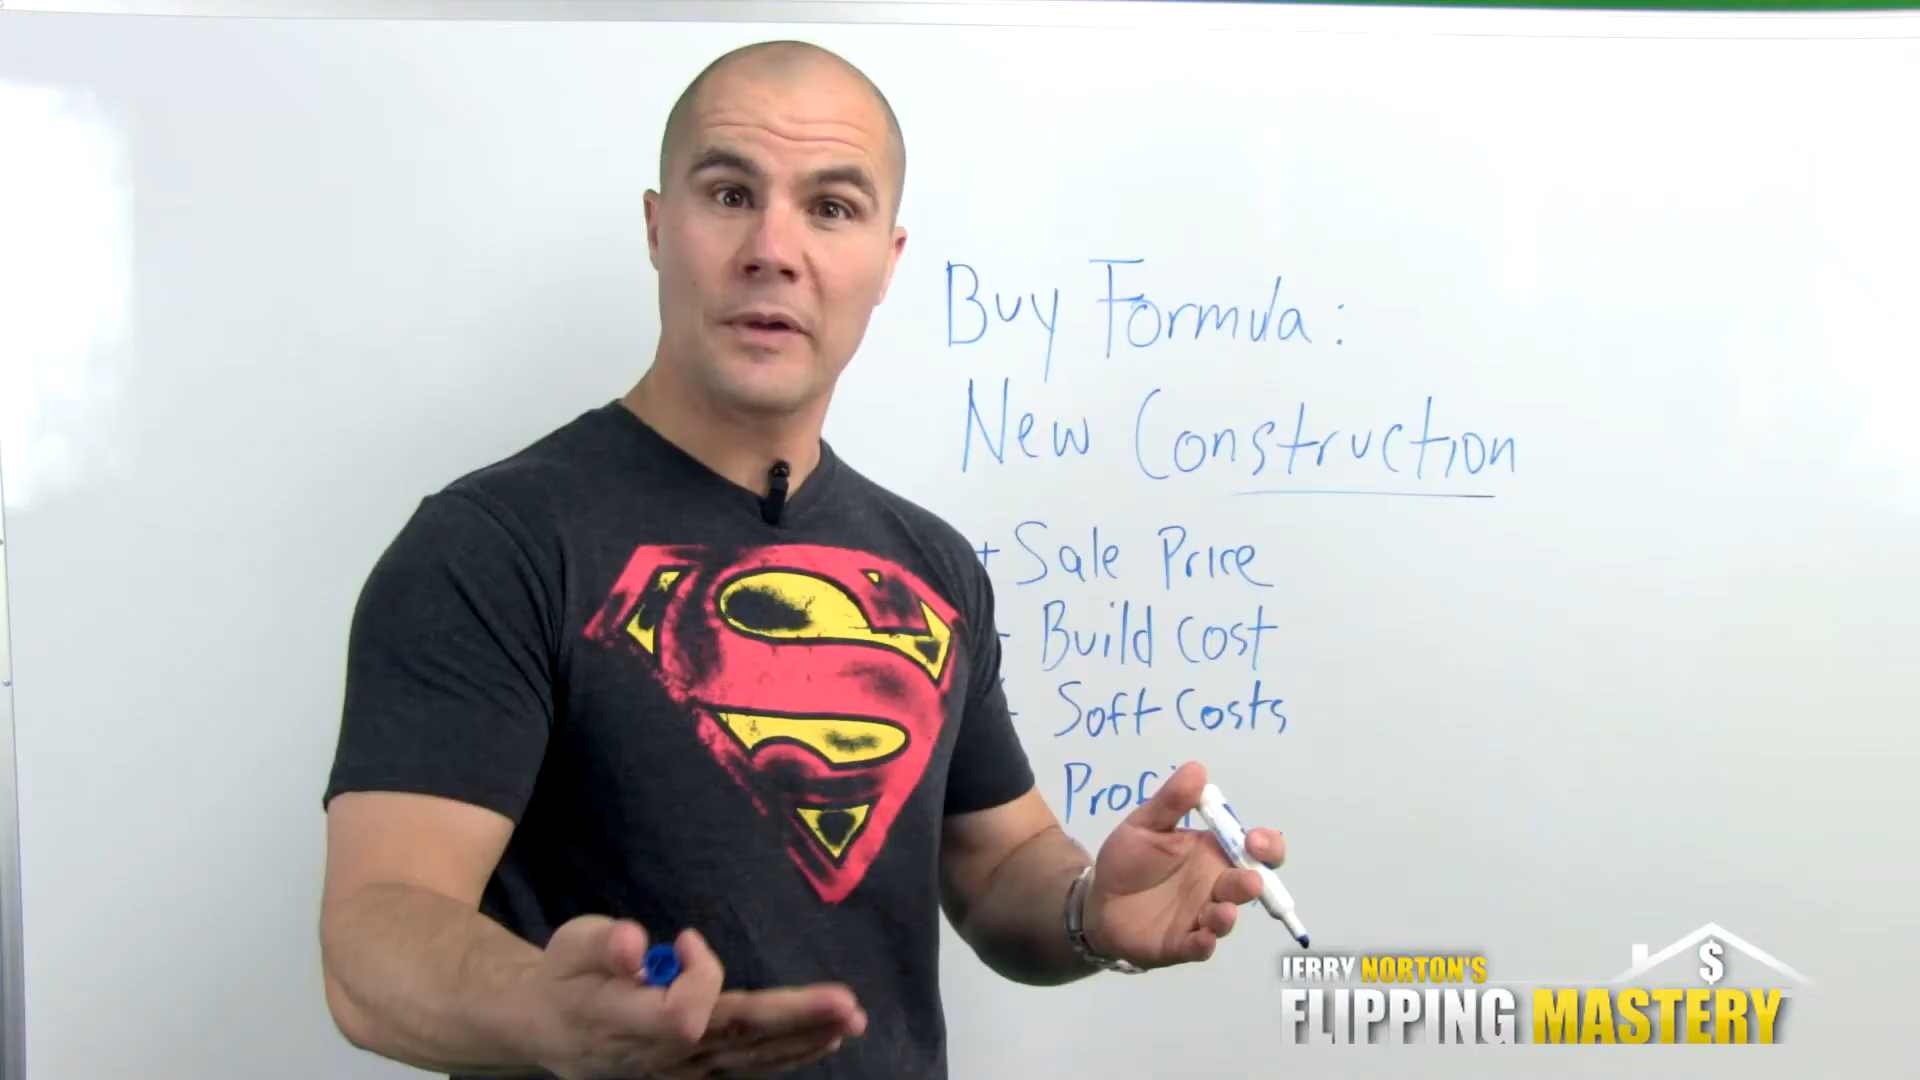 Buy Formula:
New Construction
+ Sale Price
- Build Cost
- Soft Costs
JERRY NORTON'S
FLIPPING MASTERY